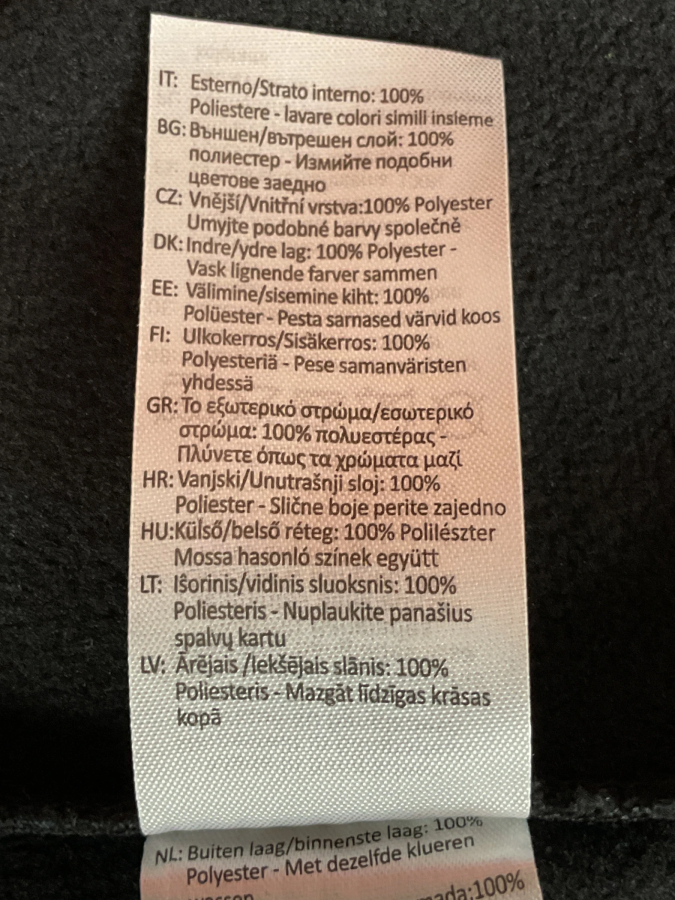 IT: Esterno/Strato interno: 100%
Poliestere - lavare colori simili insieme
BG: Външен/вътрешен слой: 100%
полиестер - Измийте подобни
цветове заедно
CZ: Vnější/Vnitřní vrstva:100% Polyester
Umyjte podobné barvy společně
DK: Indre/ydre lag: 100% Polyester -
Vask lignende farver sammen
EE: Välimine/sisemine kiht: 100%
Polüester - Pesta sarnased värvid koos
FI: Ulkokerros/Sisäkerros: 100%
Polyesteriä - Pese samanväristen
yhdessä
GR: Το εξωτερικό στρώμα/εσωτερικό
στρώμα: 100% πολυεστέρας -
Πλύνετε όπως τα χρώματα μαζί
HR: Vanjski/Unutrašnji sloj: 100%
Poliester - Slične boje perite zajedno
HU:Külső/belső réteg: 100% Polilészter
Mossa hasonló színek együtt
LT: Išorinis/vidinis sluoksnis: 100%
Poliesteris - Nuplaukite panašius
spalvų kartu
LV: Ārējais /Iekšējais slānis: 100%
Poliesteris - Mazgāt līdzīgas krāsas
kopā
NL: Buiten laag/binnenste laag: 100%
Polyester - Met dezelfde klueren
ada:100%